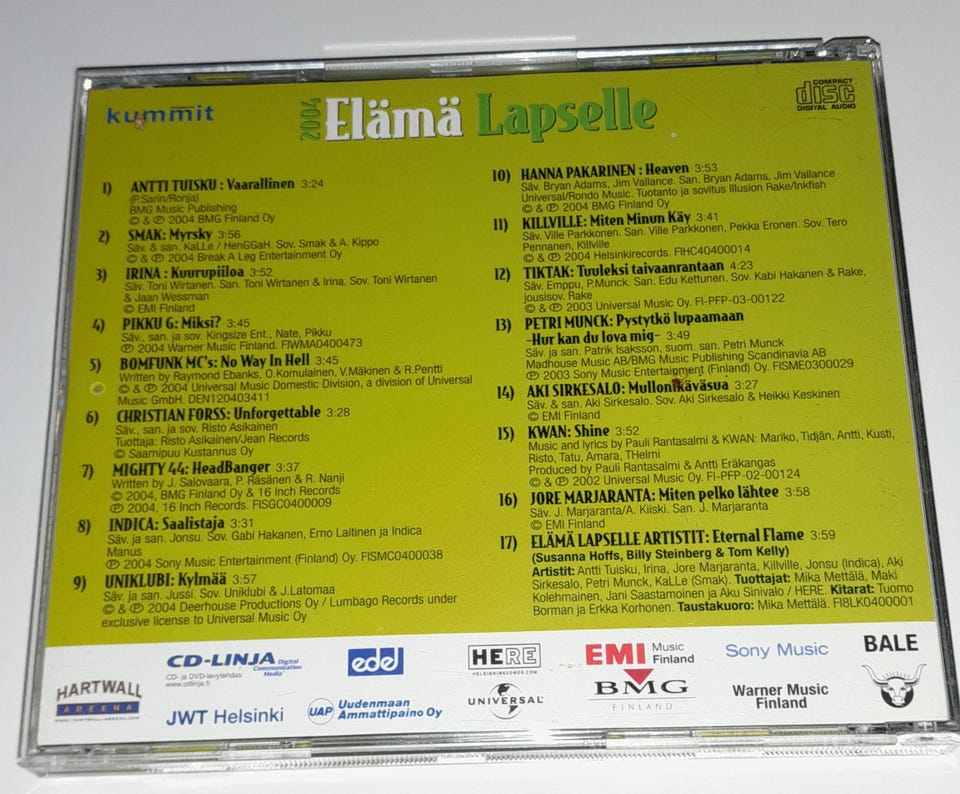 kummit
2004 Elämä Lapselle
COMPACT
disc
DIGITAL AUDIO
1) ANTTI TUISKU : Vaarallinen 3:24
(P.Sarin/Ronja)
BMG Music Publishing
© & ℗ 2004 BMG Finland Oy
2) SMAK: Myrsky 3:56
Säv. & san. KaLLe / HenGGaH. Sov. Smak & A. Kippo
© & ℗ 2004 Break A Leg Entertainment Oy
3) IRINA : Kuurupiiloa 3:52
Säv. Toni Wirtanen. San. Toni Wirtanen & Irina. Sov. Toni Wirtanen
& Jaan Wessman
© EMI Finland
4) PIKKU G: Miksi? 3:45
Säv., san. ja sov. Kingsize Ent., Nate, Pikku
℗ 2004 Warner Music Finland. FIWMA0400473
5) BOMFUNK MC's: No Way In Hell 3:45
Written by Raymond Ebanks, O.Komulainen, V.Mäkinen & R.Pentti
© & ℗ 2004 Universal Music Domestic Division, a division of Universal
Music GmbH. DEN120403411
6) CHRISTIAN FORSS: Unforgettable 3:28
Säv., san. ja sov. Risto Asikainen
Tuottaja: Risto Asikainen/Jean Records
© Saarnipuu Kustannus Oy
7) MIGHTY 44: HeadBanger 3:37
Written by J. Salovaara, P. Räsänen & R. Nanji
© 2004, BMG Finland Oy & 16 Inch Records
℗ 2004, 16 Inch Records. FISGC0400009
8) INDICA: Saalistaja 3:31
Säv. ja san. Jonsu. Sov. Gabi Hakanen, Erno Laitinen ja Indica
Manus
℗ 2004 Sony Music Entertainment (Finland) Oy. FISMC0400038
9) UNIKLUBI: Kylmää 3:57
Säv. ja san. Jussi. Sov. Uniklubi & J.Latomaa
© & ℗ 2004 Deerhouse Productions Oy / Lumbago Records under
exclusive license to Universal Music Oy
10) HANNA PAKARINEN : Heaven 3:53
Säv. Bryan Adams, Jim Vallance. San. Bryan Adams, Jim Vallance
Universal/Rondo Music. Tuotanto ja sovitus Illusion Rake/Inkfish
© & ℗ 2004 BMG Finland Oy
11) KILLVILLE: Miten Minun Käy 3:41
Säv. Ville Parkkonen. San. Ville Parkkonen, Pekka Eronen. Sov. Tero
Pennanen, Killville
© & ℗ 2004 Helsinkirecords. FIHC40400014
12) TIKTAK: Tuuleksi taivaanrantaan 4:23
Säv. Emppu, P.Munck. San. Edu Kettunen. Sov. Kabi Hakanen & Rake,
jousisov. Rake
© & ℗ 2003 Universal Music Oy. FI-PFP-03-00122
13) PETRI MUNCK: Pystytkö lupaamaan
-Hur kan du lova mig- 3:49
Säv. ja san. Patrik Isaksson, suom. san. Petri Munck
Madhouse Music AB/BMG Music Publishing Scandinavia AB
℗ 2003 Sony Music Entertainment (Finland) Oy. FISME0300029
14) AKI SIRKESALO: Mullonikäväsua 3:27
Säv. & san. Aki Sirkesalo. Sov. Aki Sirkesalo & Heikki Keskinen
© EMI Finland
15) KWAN: Shine 3:52
Music and lyrics by Pauli Rantasalmi & KWAN: Mariko, Tidjân, Antti, Kusti,
Risto, Tatu, Amara, THelmi
Produced by Pauli Rantasalmi & Antti Eräkangas
© & ℗ 2002 Universal Music Oy. FI-PFP-02-00124
16) JORE MARJARANTA: Miten pelko lähtee 3:58
Säv. J. Marjaranta/A. Kiiski. San. J. Marjaranta
© EMI Finland
17) ELÄMÄ LAPSELLE ARTISTIT: Eternal Flame 3:59
(Susanna Hoffs, Billy Steinberg & Tom Kelly)
Artistit: Antti Tuisku, Irina, Jore Marjaranta, Killville, Jonsu (Indica), Aki
Sirkesalo, Petri Munck, KaLLe (Smak). Tuottajat: Mika Mettälä, Maki
Kolehmainen, Jani Saastamoinen ja Aku Sinivalo / HERE. Kitarat: Tuomo
Borman ja Erkka Korhonen. Taustakuoro: Mika Mettälä. FI8LK0400001
HARTWALL
AREENA
WWW.HARTWALL-AREENA.COM
CD-LINJA Digital Communication Media
CD- ja DVD-levytehdas
www.cdlinja.fi
JWT Helsinki
edel
UAP Uudenmaan
Ammattipaino Oy
HERE
HELSINKIRECORDS.COM
UNIVERSAL
EMI Music
Finland
BMG
FINLAND
Sony Music
Warner Music
Finland
BALE